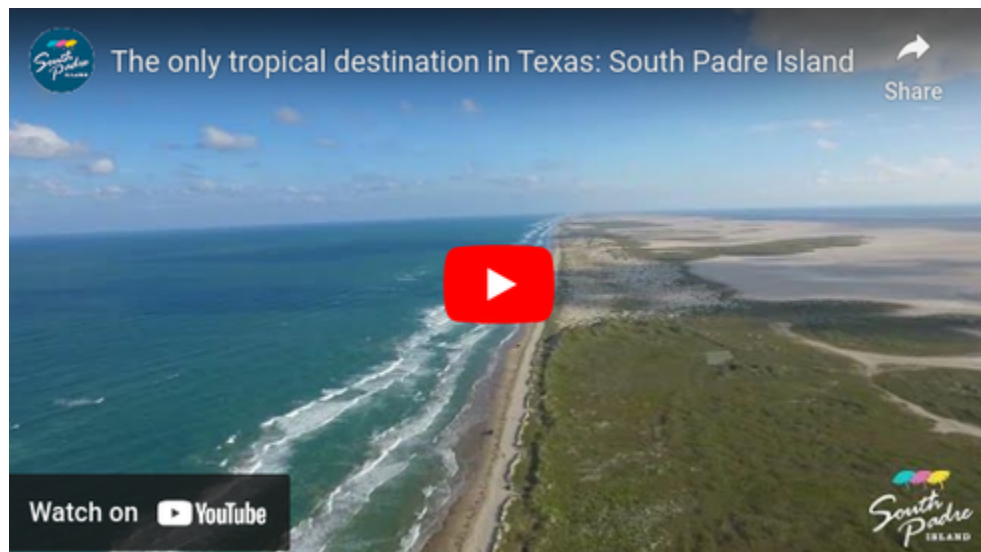 South
Padre
ISLAND
The only tropical destination in Texas: South Padre Island
Share
Watch on YouTube
South
Padre
ISLAND